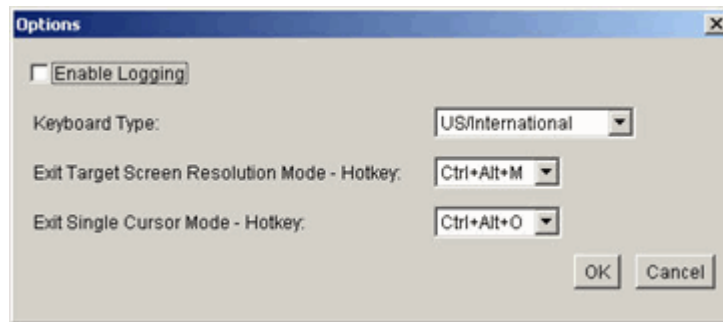 Options
Enable Logging
Keyboard Type: US/International
Exit Target Screen Resolution Mode - Hotkey: Ctrl+Alt+M
Exit Single Cursor Mode - Hotkey: Ctrl+Alt+O
OK Cancel